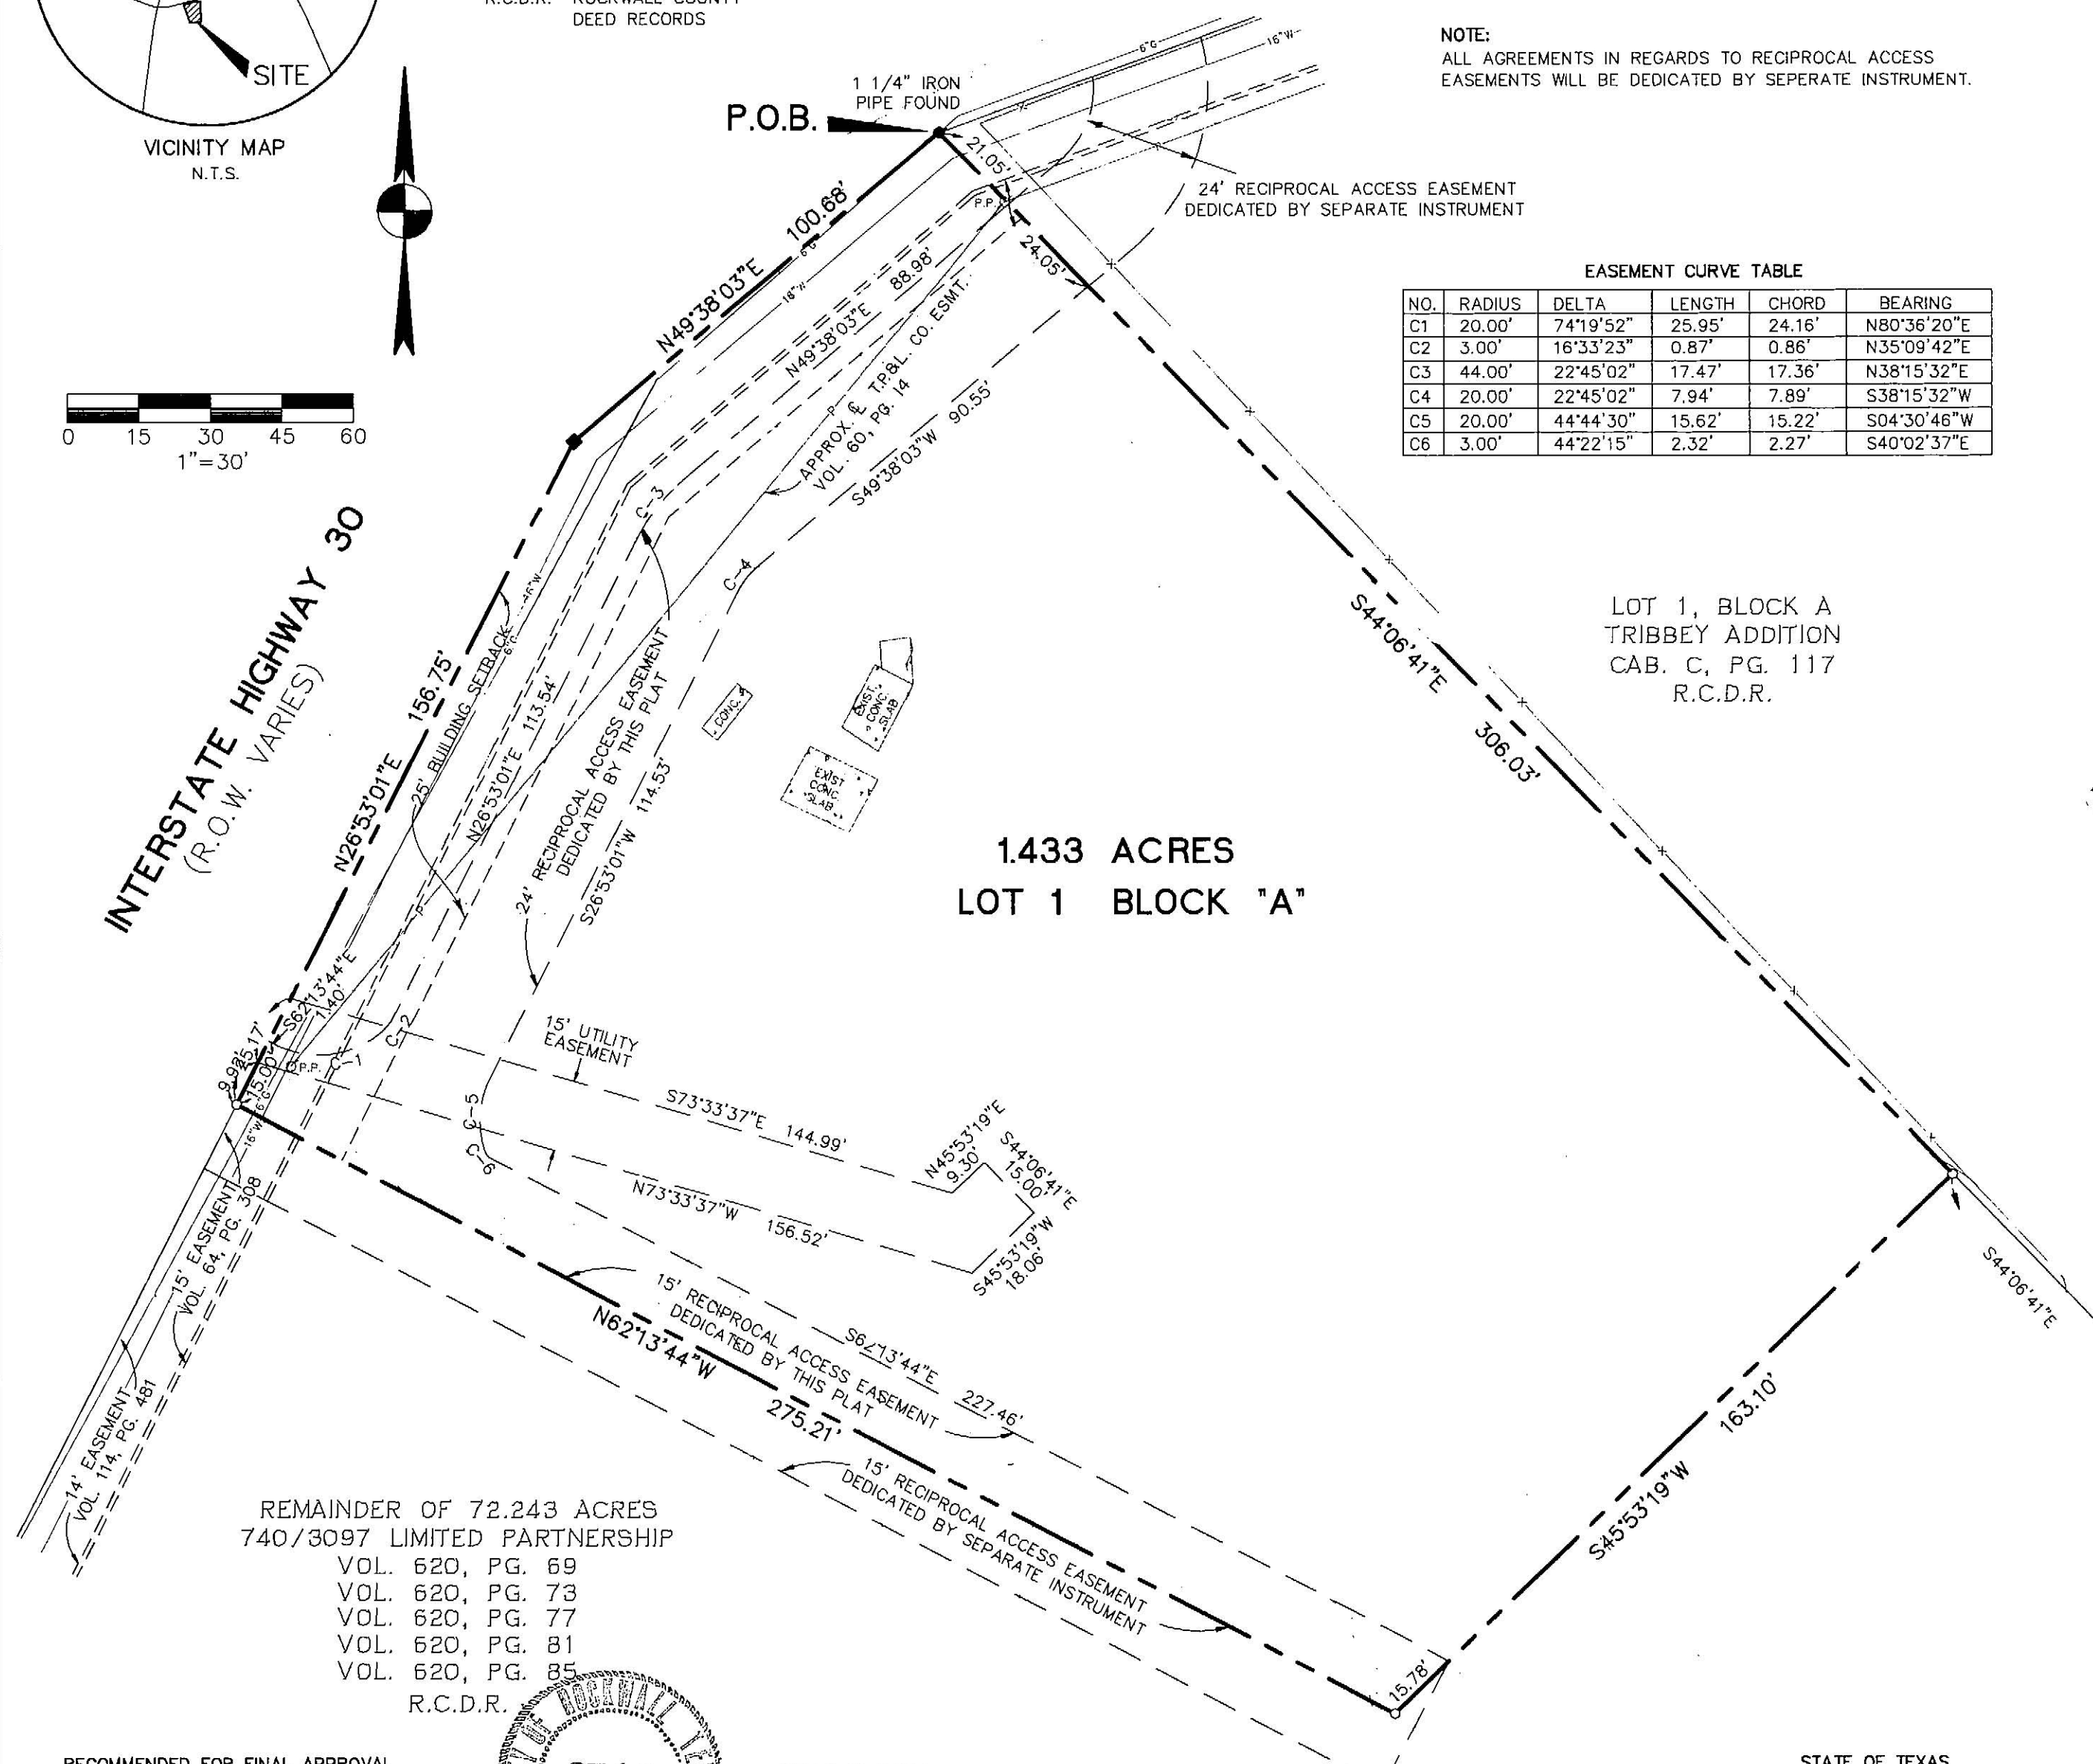 DEED RECORDS
SITE
VICINITY MAP
N.T.S.
NOTE:
ALL AGREEMENTS IN REGARDS TO RECIPROCAL ACCESS
EASEMENTS WILL BE DEDICATED BY SEPERATE INSTRUMENT.
1 1/4" IRON
PIPE FOUND
P.O.B.
6"G
16"W
21.05'
24' RECIPROCAL ACCESS EASEMENT
DEDICATED BY SEPARATE INSTRUMENT
P.P.
24.05'
N49°38'03"E 100.68'
6"G
16"W
N49°38'03"E 88.98'
APPROX. ℄ T.P.&L. CO. ESMT.
VOL. 60, PG. 14
S49°38'03"W 90.55'
EASEMENT CURVE TABLE
NO. RADIUS DELTA LENGTH CHORD BEARING
C1 20.00' 74°19'52" 25.95' 24.16' N80°36'20"E
C2 3.00' 16°33'23" 0.87' 0.86' N35°09'42"E
C3 44.00' 22°45'02" 17.47' 17.36' N38°15'32"E
C4 20.00' 22°45'02" 7.94' 7.89' S38°15'32"W
C5 20.00' 44°44'30" 15.62' 15.22' S04°30'46"W
C6 3.00' 44°22'15" 2.32' 2.27' S40°02'37"E
0 15 30 45 60
1"=30'
INTERSTATE HIGHWAY 30
(R.O.W. VARIES)
C-3
C-4
N26°53'01"E 156.75'
16"W
6"G
25' BUILDING SETBACK
N26°53'01"E 113.54'
24' RECIPROCAL ACCESS EASEMENT
DEDICATED BY THIS PLAT
S26°53'01"W 114.53'
CONC.
EXIST.
CONC.
SLAB
EXIST
CONC.
SLAB
S44°06'41"E 306.03'
LOT 1, BLOCK A
TRIBBEY ADDITION
CAB. C, PG. 117
R.C.D.R.
1.433 ACRES
LOT 1 BLOCK "A"
S62°13'44"E
1.40'
25.17'
9.98'
15.00'
P.P.
C-1
C-2
6"G
16"W
15' UTILITY
EASEMENT
C-5
C-6
S73°33'37"E 144.99'
N45°53'19"E
9.30'
S44°06'41"E
15.00'
N73°33'37"W 156.52'
S45°53'19"W
18.06'
S44°06'41"E
15' EASEMENT
VOL. 64, PG. 308
14' EASEMENT
VOL. 114, PG. 481
15' RECIPROCAL ACCESS EASEMENT
DEDICATED BY THIS PLAT
S62°13'44"E 227.46'
N62°13'44"W 275.21'
15' RECIPROCAL ACCESS EASEMENT
DEDICATED BY SEPARATE INSTRUMENT
S45°53'19"W 163.10'
15.78'
REMAINDER OF 72.243 ACRES
740/3097 LIMITED PARTNERSHIP
VOL. 620, PG. 69
VOL. 620, PG. 73
VOL. 620, PG. 77
VOL. 620, PG. 81
VOL. 620, PG. 85
R.C.D.R.
ROCKWALL
RECOMMENDED FOR FINAL APPROVAL
STATE OF TEXAS